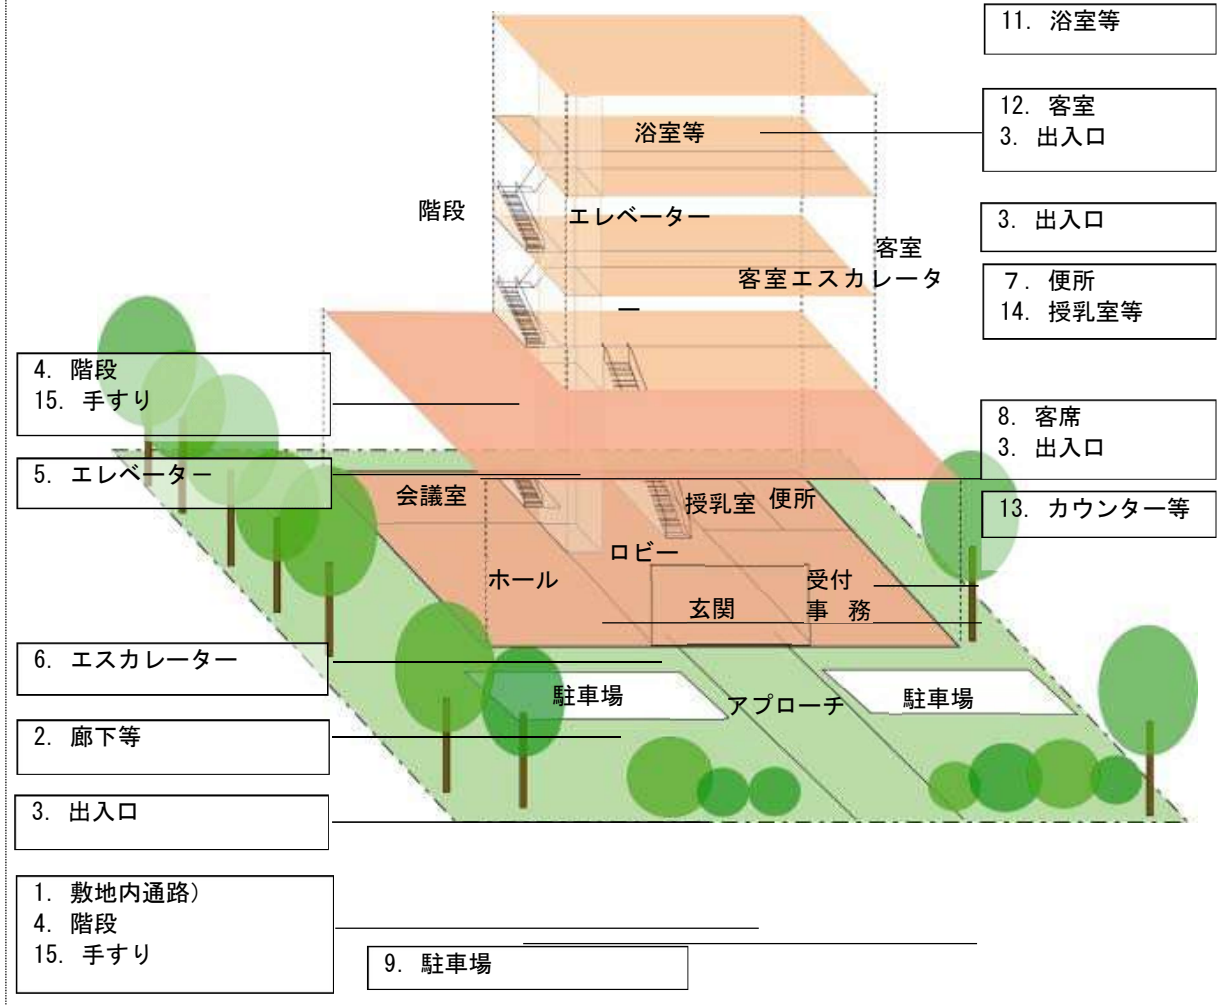 11. 浴室等
12. 客室
3. 出入口
浴室等
階段
エレベーター
3. 出入口
客室
客室エスカレータ
ー
7. 便所
14. 授乳室等
4. 階段
15. 手すり
8. 客席
3. 出入口
5. エレベーター
会議室
授乳室
便所
13. カウンター等
ロビー
ホール
受付
玄関
事 務
6. エスカレーター
駐車場
アプローチ
駐車場
2. 廊下等
3. 出入口
1. 敷地内通路)
4. 階段
15. 手すり
9. 駐車場